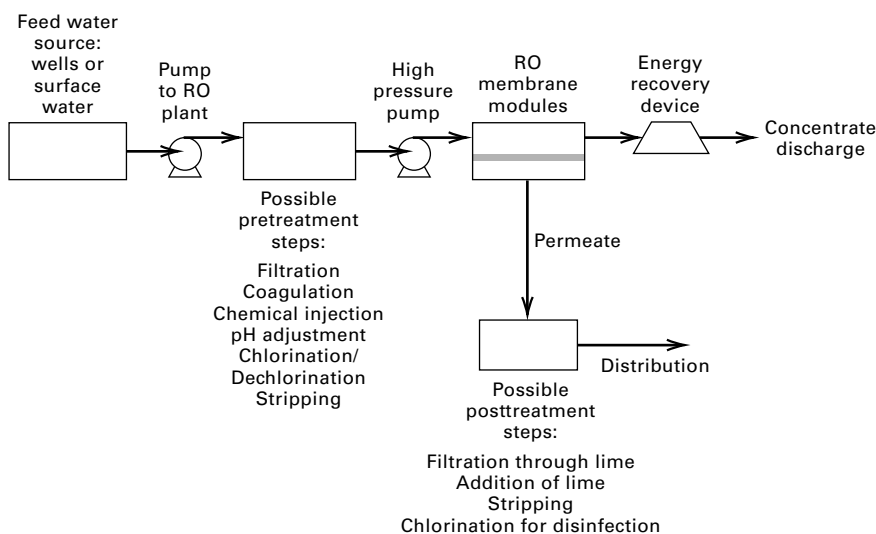 Feed water
source:
wells or
surface
water
Pump
to RO
plant
High
pressure
pump
RO
membrane
modules
Energy
recovery
device
Concentrate
discharge
Possible
pretreatment
steps:
Filtration
Coagulation
Chemical injection
pH adjustment
Chlorination/
Dechlorination
Stripping
Permeate
Distribution
Possible
posttreatment
steps:
Filtration through lime
Addition of lime
Stripping
Chlorination for disinfection